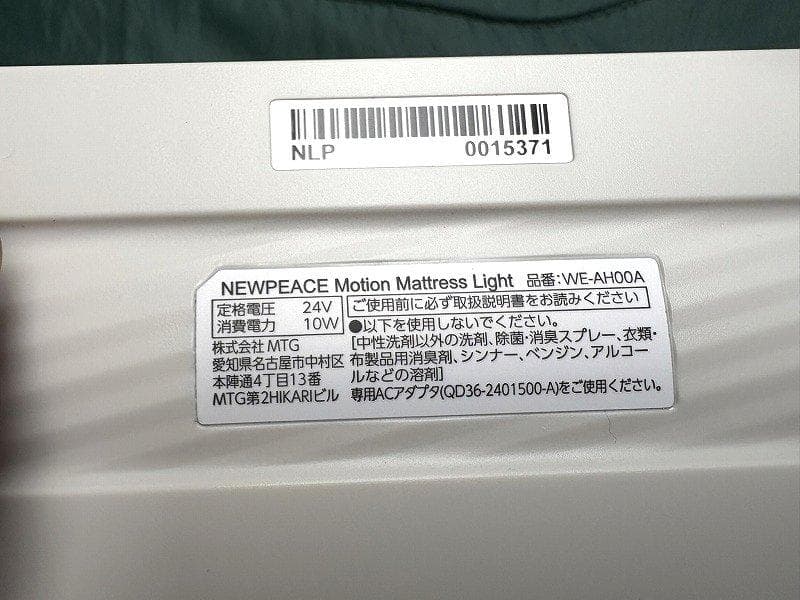 NLP 0015371
NEWPEACE Motion Mattress Light 品番:WE-AH00A
定格電圧 24V
消費電力 10W
株式会社 MTG
愛知県名古屋市中村区
本陣通4丁目13番
MTG第2HIKARIビル
ご使用前に必ず取扱説明書をお読みください
●以下を使用しないでください。
[中性洗剤以外の洗剤、除菌・消臭スプレー、衣類・
布製品用消臭剤、シンナー、ベンジン、アルコー
ルなどの溶剤]
専用ACアダプタ(QD36-2401500-A)をご使用ください。